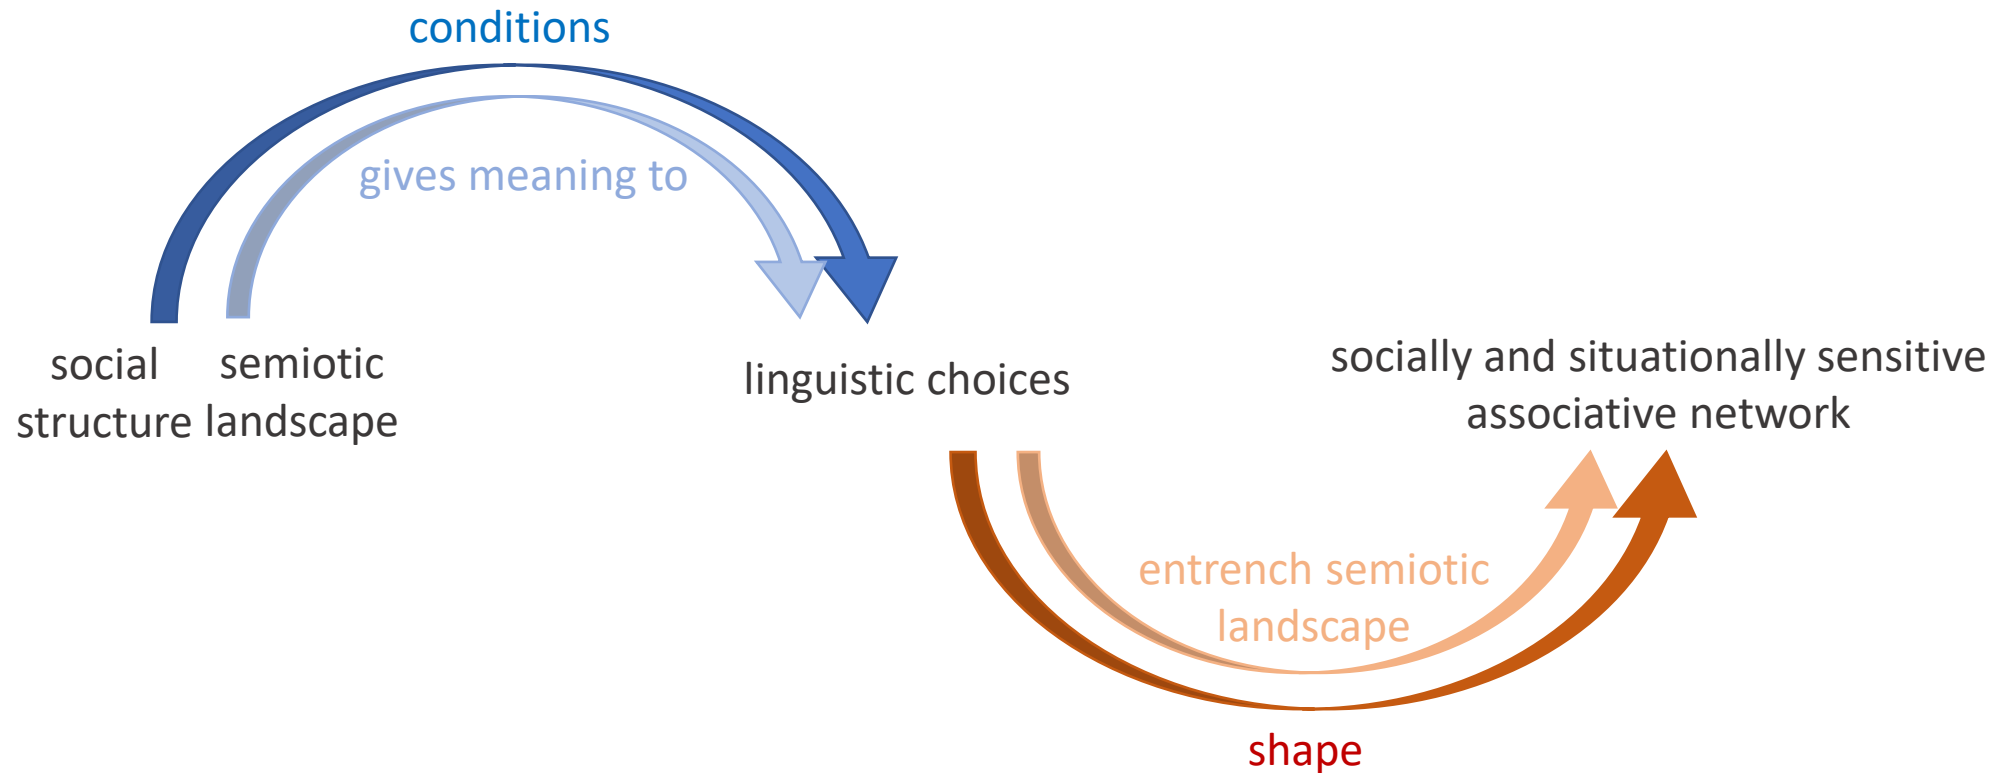 conditions
gives meaning to
social
structure
semiotic
landscape
linguistic choices
socially and situationally sensitive
associative network
entrench semiotic
landscape
shape